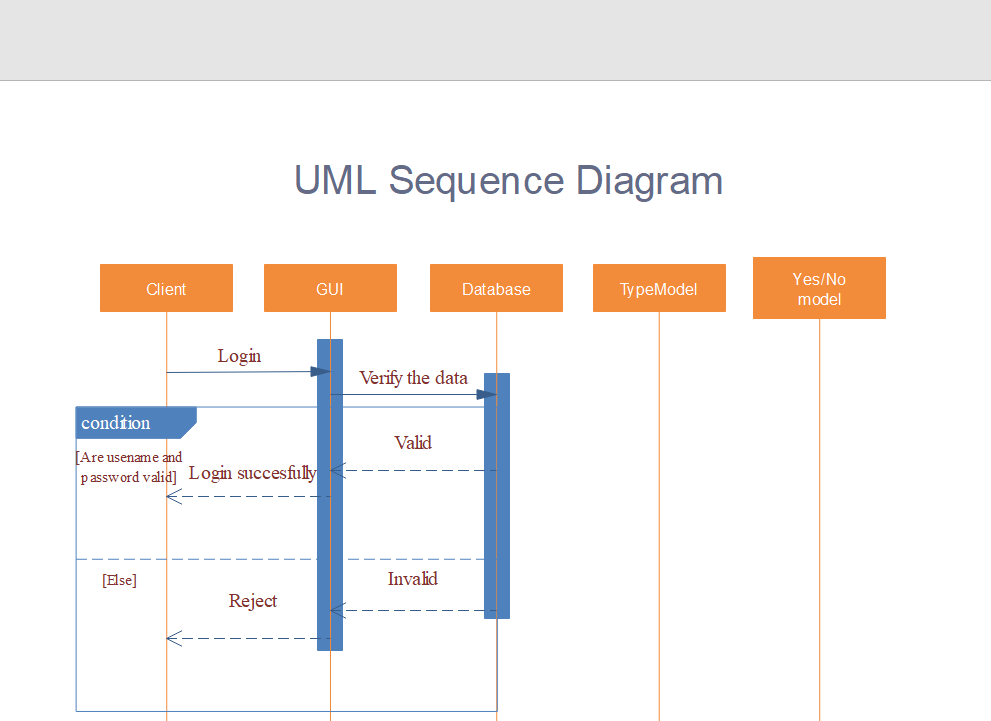 UML Sequence Diagram
Client
GUI
Database
TypeModel
Yes/No
model
Login
Verify the data
condition
[Are usename and
password valid]
Valid
Login succesfully
[Else]
Invalid
Reject